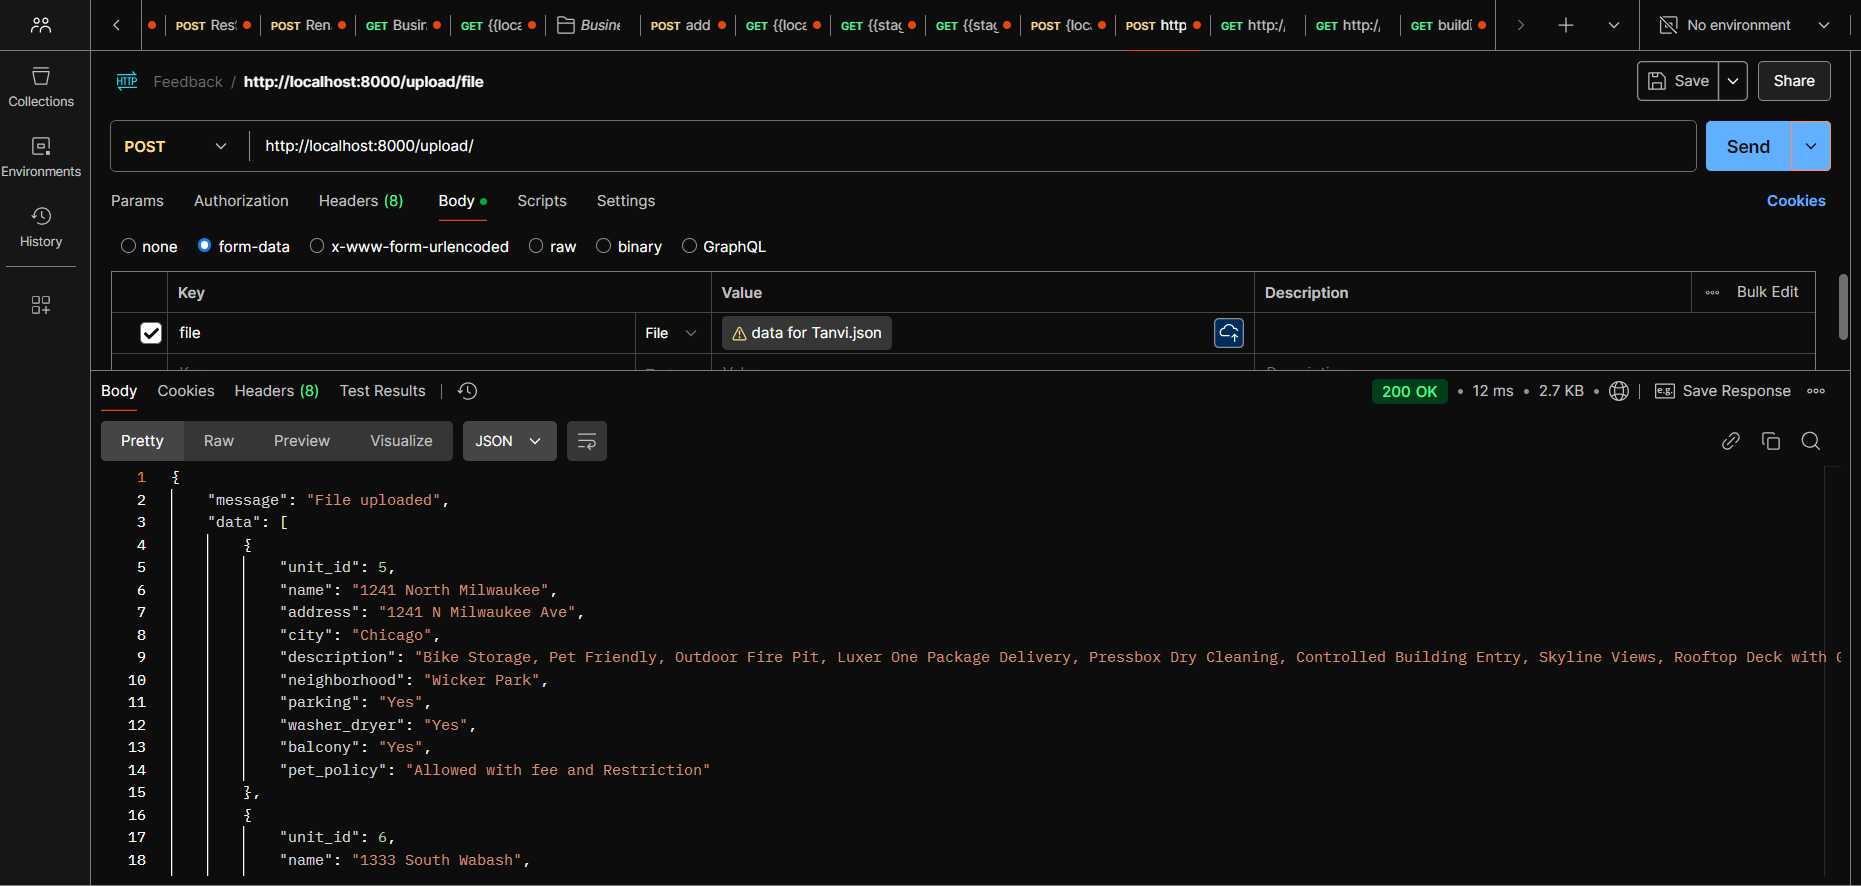 POST Res
POST Ren
GET Busin
GET {{loca
Busine
POST add
GET {{loca
GET {{stag
GET {{stag
POST {loc
POST http
GET http:/
GET http:/
GET buildi
No environment
Collections
Environments
History
Feedback / http://localhost:8000/upload/file
Save
Share
POST
http://localhost:8000/upload/
Send
Params
Authorization
Headers (8)
Body
Scripts
Settings
Cookies
none
form-data
x-www-form-urlencoded
raw
binary
GraphQL
Key
Value
Description
Bulk Edit
file
File
data for Tanvi.json
Body
Cookies
Headers (8)
Test Results
200 OK • 12 ms • 2.7 KB •
e.g. Save Response
Pretty
Raw
Preview
Visualize
JSON
1 {
2 "message": "File uploaded",
3 "data": [
4 {
5 "unit_id": 5,
6 "name": "1241 North Milwaukee",
7 "address": "1241 N Milwaukee Ave",
8 "city": "Chicago",
9 "description": "Bike Storage, Pet Friendly, Outdoor Fire Pit, Luxer One Package Delivery, Pressbox Dry Cleaning, Controlled Building Entry, Skyline Views, Rooftop Deck with
10 "neighborhood": "Wicker Park",
11 "parking": "Yes",
12 "washer_dryer": "Yes",
13 "balcony": "Yes",
14 "pet_policy": "Allowed with fee and Restriction"
15 },
16 {
17 "unit_id": 6,
18 "name": "1333 South Wabash",